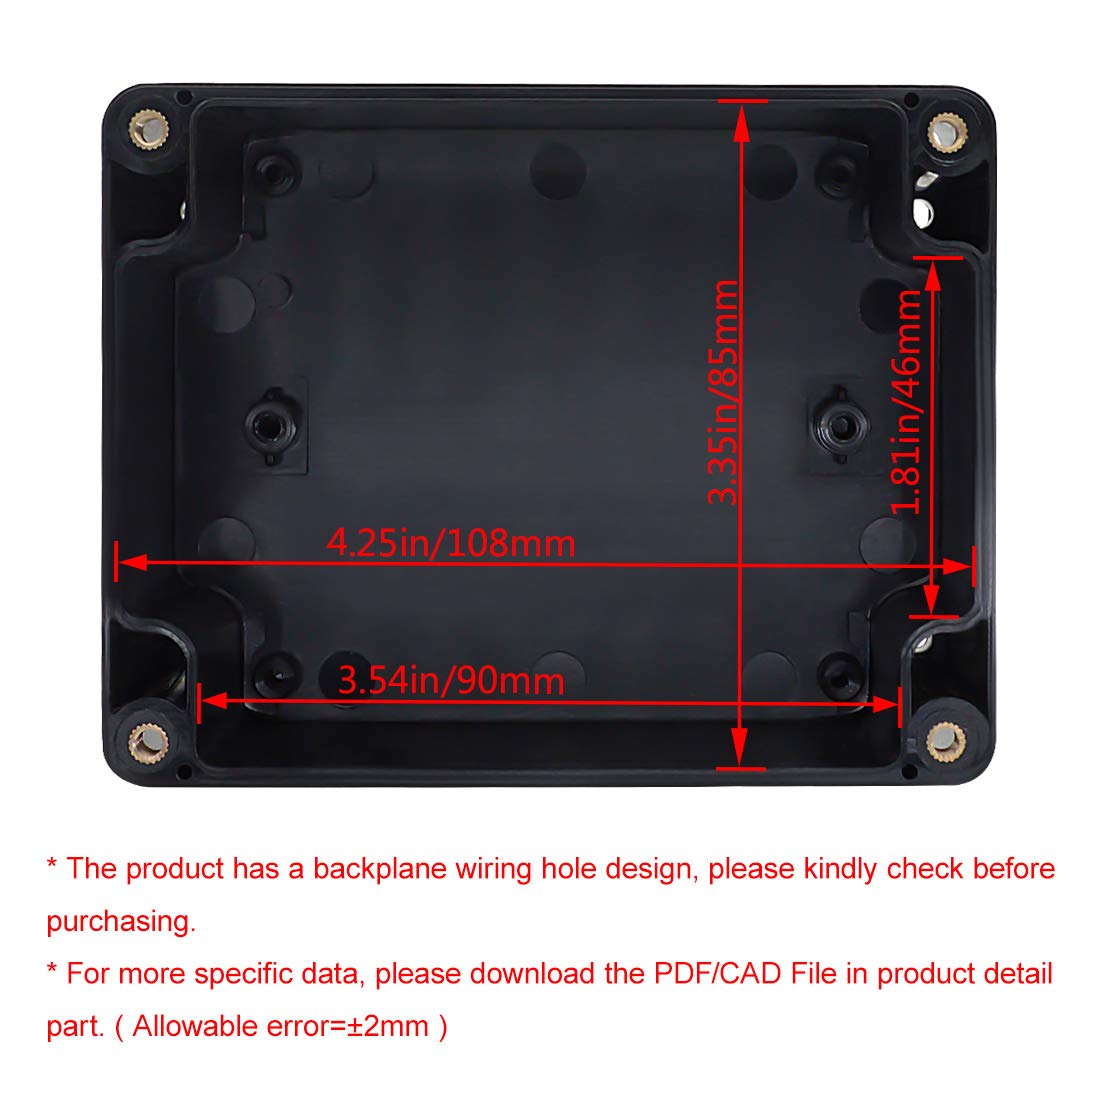 3.35in/85mm
1.81in/46mm
4.25in/108mm
3.54in/90mm
* The product has a backplane wiring hole design, please kindly check before
purchasing.
* For more specific data, please download the PDF/CAD File in product detail
part. ( Allowable error=±2mm )